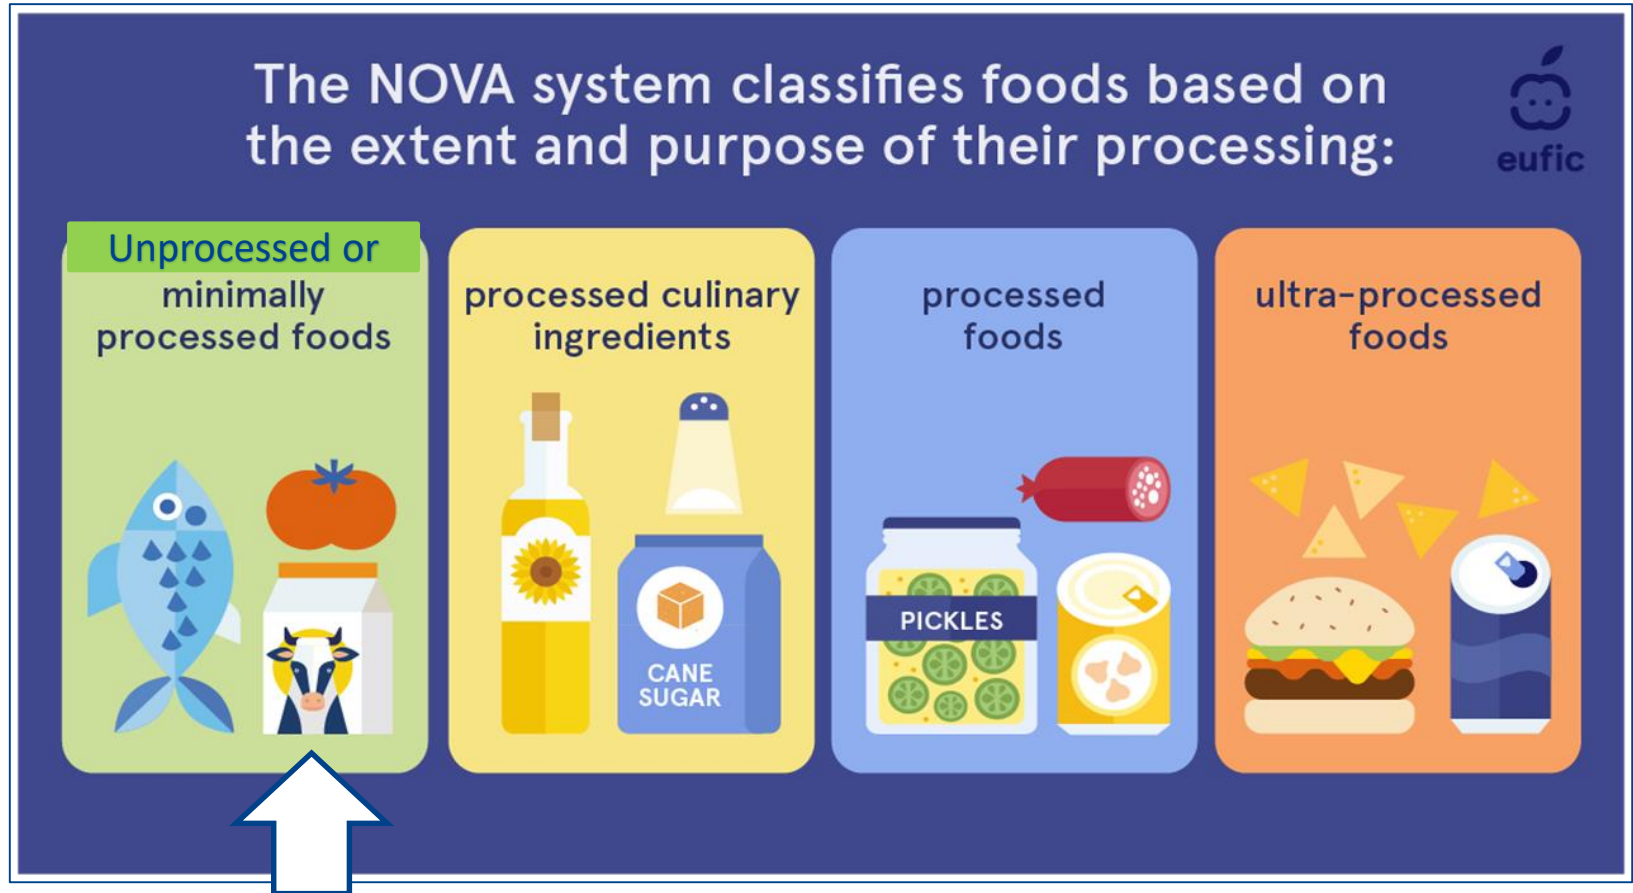 The NOVA system classifies foods based on
the extent and purpose of their processing:
eufic
Unprocessed or
minimally
processed foods
processed culinary
ingredients
CANE
SUGAR
processed
foods
PICKLES
ultra-processed
foods